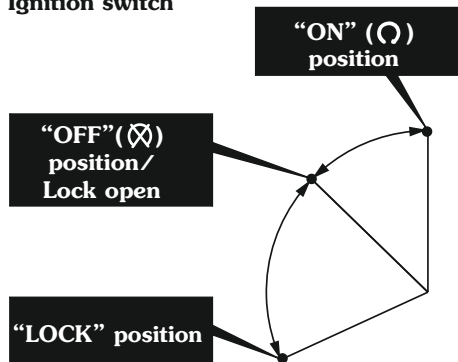 Ignition switch
“ON” (↻)
position
“OFF”(⊗)
position/
Lock open
“LOCK” position